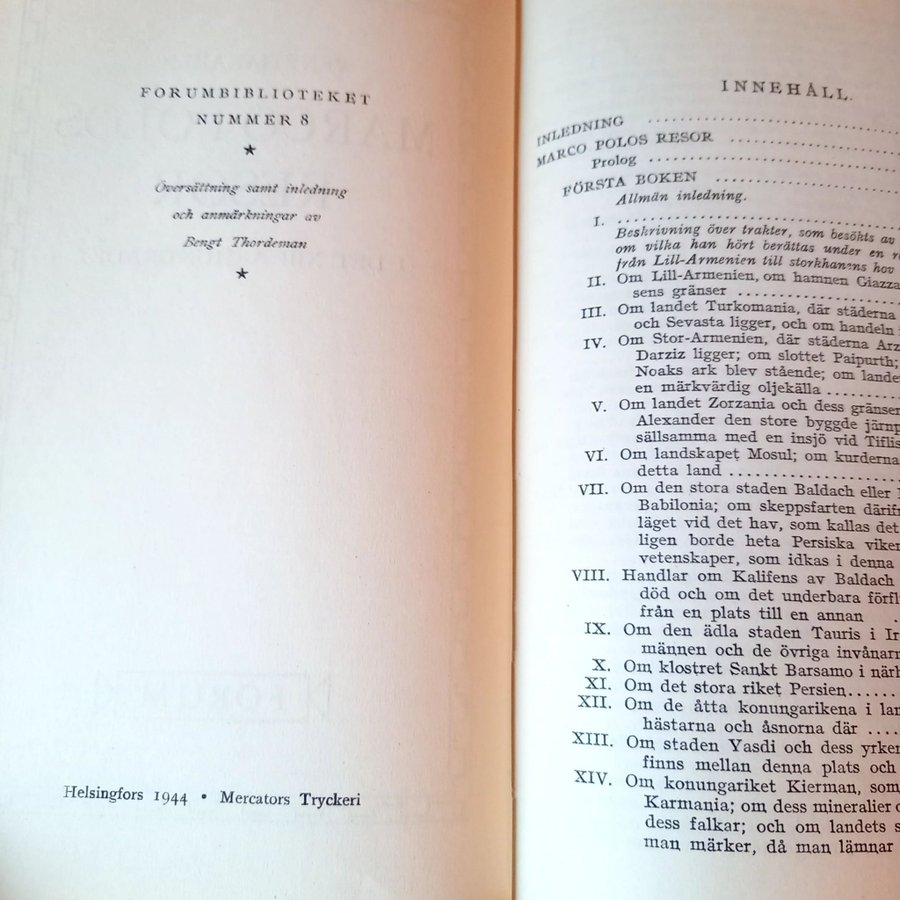 FORUMBIBLIOTEKET
NUMMER 8
Översättning samt inledning
och anmärkningar av
Bengt Thordeman
Helsingfors 1944 • Mercators Tryckeri
INNEHÅLL.
INLEDNING
MARCO POLOS RESOR
Prolog
FÖRSTA BOKEN
Allmän inledning.
I.
Beskrivning över trakter, som besökts av
om vilka han hört berättas under en
från Lill-Armenien till storkhanens hov
II. Om Lill-Armenien, om hamnen Giazza
sens gränser
III. Om landet Turkomania, där städerna
och Sevasta ligger, och om handeln
IV. Om Stor-Armenien, där städerna
Darziz ligger; om slottet Paipurth;
Noaks ark blev stående; om
en märkvärdig oljekälla
V. Om landet Zorzania och dess
Alexander den store byggde
sällsamma med en insjö vid Tiflis
VI. Om landskapet Mosul; om kurderna
detta land
VII. Om den stora staden Baldach eller
Babilonia; om skeppsfarten
läget vid det hav, som kallas det
ligen borde heta Persiska
vetenskaper, som idkas i denna
VIII. Handlar om Kalifens av Baldach
död och om det underbara
från en plats till en annan
IX. Om den ädla staden Tauris i
männen och de övriga
X. Om klostret Sankt Barsamo i
XI. Om det stora riket Persien
XII. Om de åtta konungarikena i
hästarna och åsnorna där
XIII. Om staden Yasdi och dess
finns mellan denna plats och
XIV. Om konungariket Kierman, som
Karmania; om dess mineralier
dess falkar; och om landets
man märker, då man lämnar